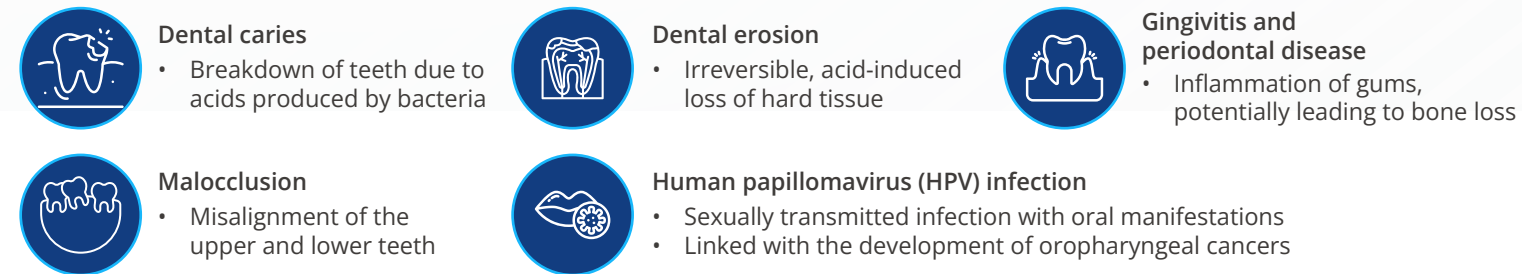 Dental caries
• Breakdown of teeth due to
acids produced by bacteria
Dental erosion
• Irreversible, acid-induced
loss of hard tissue
Gingivitis and
periodontal disease
• Inflammation of gums,
potentially leading to bone loss
Malocclusion
• Misalignment of the
upper and lower teeth
Human papillomavirus (HPV) infection
• Sexually transmitted infection with oral manifestations
• Linked with the development of oropharyngeal cancers